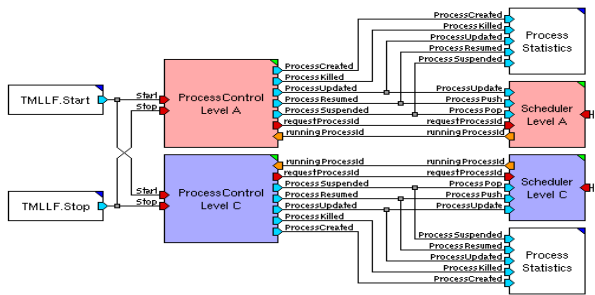 ProcessCreated
ProcessKilled
ProcessUpdated
ProcessResumed
ProcessSuspended
Process
Statistics
TMLLF.Start
Start
Stop
ProcessControl
Level A
ProcessCreated
ProcessKilled
ProcessUpdated
ProcessResumed
ProcessSuspended
requestProcessId
runningProcessId
ProcessUpdate
ProcessPush
ProcessPop
requestProcessId
runningProcessId
Scheduler
Level A
TMLLF.Stop
Start
Stop
ProcessControl
Level C
runningProcessId
requestProcessId
ProcessSuspended
ProcessResumed
ProcessUpdated
ProcessKilled
ProcessCreated
runningProcessId
requestProcessId
ProcessPop
ProcessPush
ProcessUpdate
Scheduler
Level C
ProcessSuspended
ProcessResumed
ProcessUpdated
ProcessKilled
ProcessCreated
Process
Statistics